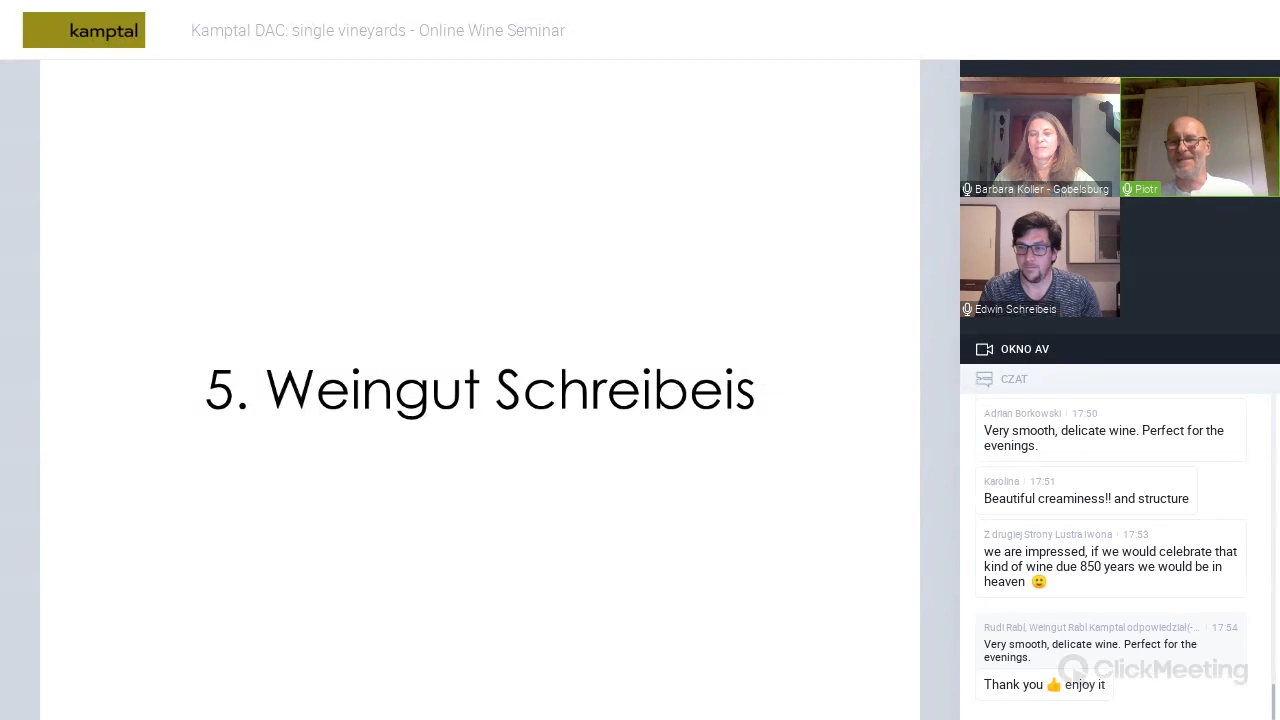 kamptal
Kamptal DAC: single vineyards - Online Wine Seminar
5. Weingut Schreibeis
Barbara Koller - Gobelsburg
Piotr
Edwin Schreibeis
OKNO AV
CZAT
Adrian Borkowski 17:50
Very smooth, delicate wine. Perfect for the
evenings.
Karolina 17:51
Beautiful creaminess!! and structure
Z drugiej Strony Lustra Iwona 17:53
we are impressed, if we would celebrate that
kind of wine due 850 years we would be in
heaven 🙂
Rudi Rabl, Weingut Rabl Kamptal odpowiedział(-... 17:54
Very smooth, delicate wine. Perfect for the
evenings.
ClickMeeting
Thank you 👍 enjoy it